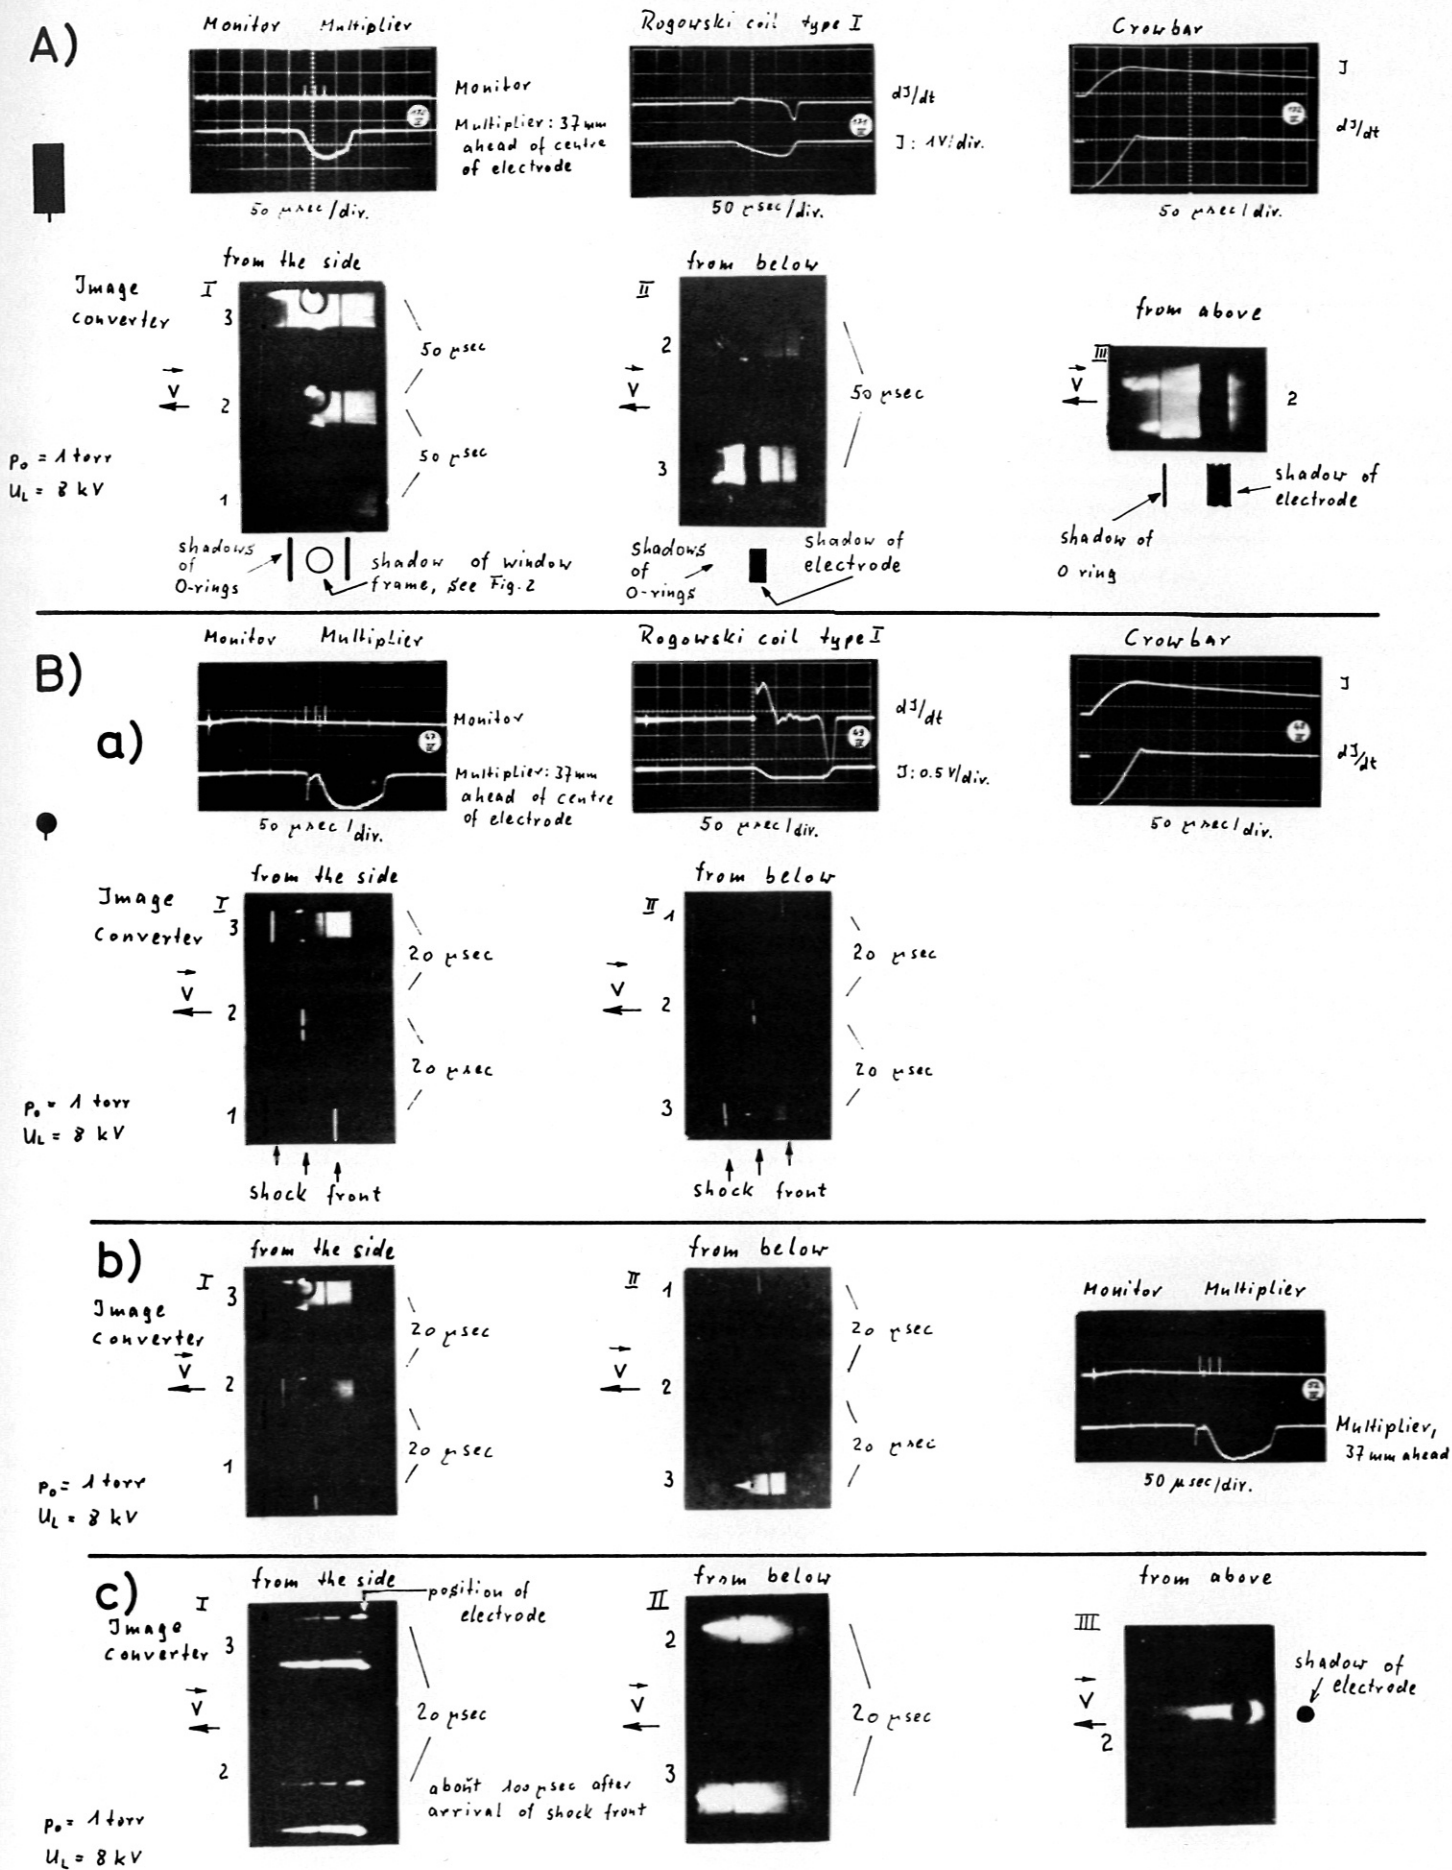 A)
Monitor Multiplier
Monitor
Multiplier: 37 mm
ahead of centre
of electrode
50 μsec/div.
Rogowski coil type I
dJ/dt
J: 1V/div.
50 μsec/div.
Crowbar
J
dJ/dt
50 μsec/div.
Image
converter
from the side
I
3
2
1
50 μsec
50 μsec
V
p₀ = 1 torr
U_L = 8 kV
shadows
of
O-rings
shadow of window
frame, see Fig. 2
from below
II
2
3
50 μsec
V
shadows
of
O-rings
shadow of
electrode
from above
III
V
2
shadow of
electrode
shadow of
O ring
B)
a)
Monitor Multiplier
Monitor
Multiplier: 37mm
ahead of centre
of electrode
50 μsec/div.
Rogowski coil type I
dJ/dt
J: 0.5 V/div.
50 μsec/div.
Crowbar
J
dJ/dt
50 μsec/div.
Image
Converter
from the side
I
3
2
1
20 μsec
20 μsec
V
p₀ = 1 torr
U_L = 8 kV
shock front
from below
II
1
2
3
20 μsec
20 μsec
V
shock front
b)
from the side
I
Image
Converter
3
2
1
20 μsec
20 μsec
V
p₀ = 1 torr
U_L = 8 kV
from below
II
1
2
3
20 μsec
20 μsec
V
Monitor Multiplier
Multiplier,
37 mm ahead
50 μsec/div.
c)
from the side
I
position of
electrode
Image
Converter
3
2
V
20 μsec
about 100 μsec after
arrival of shock front
p₀ = 1 torr
U_L = 8 kV
from below
II
2
3
V
20 μsec
from above
III
V
2
shadow of
electrode